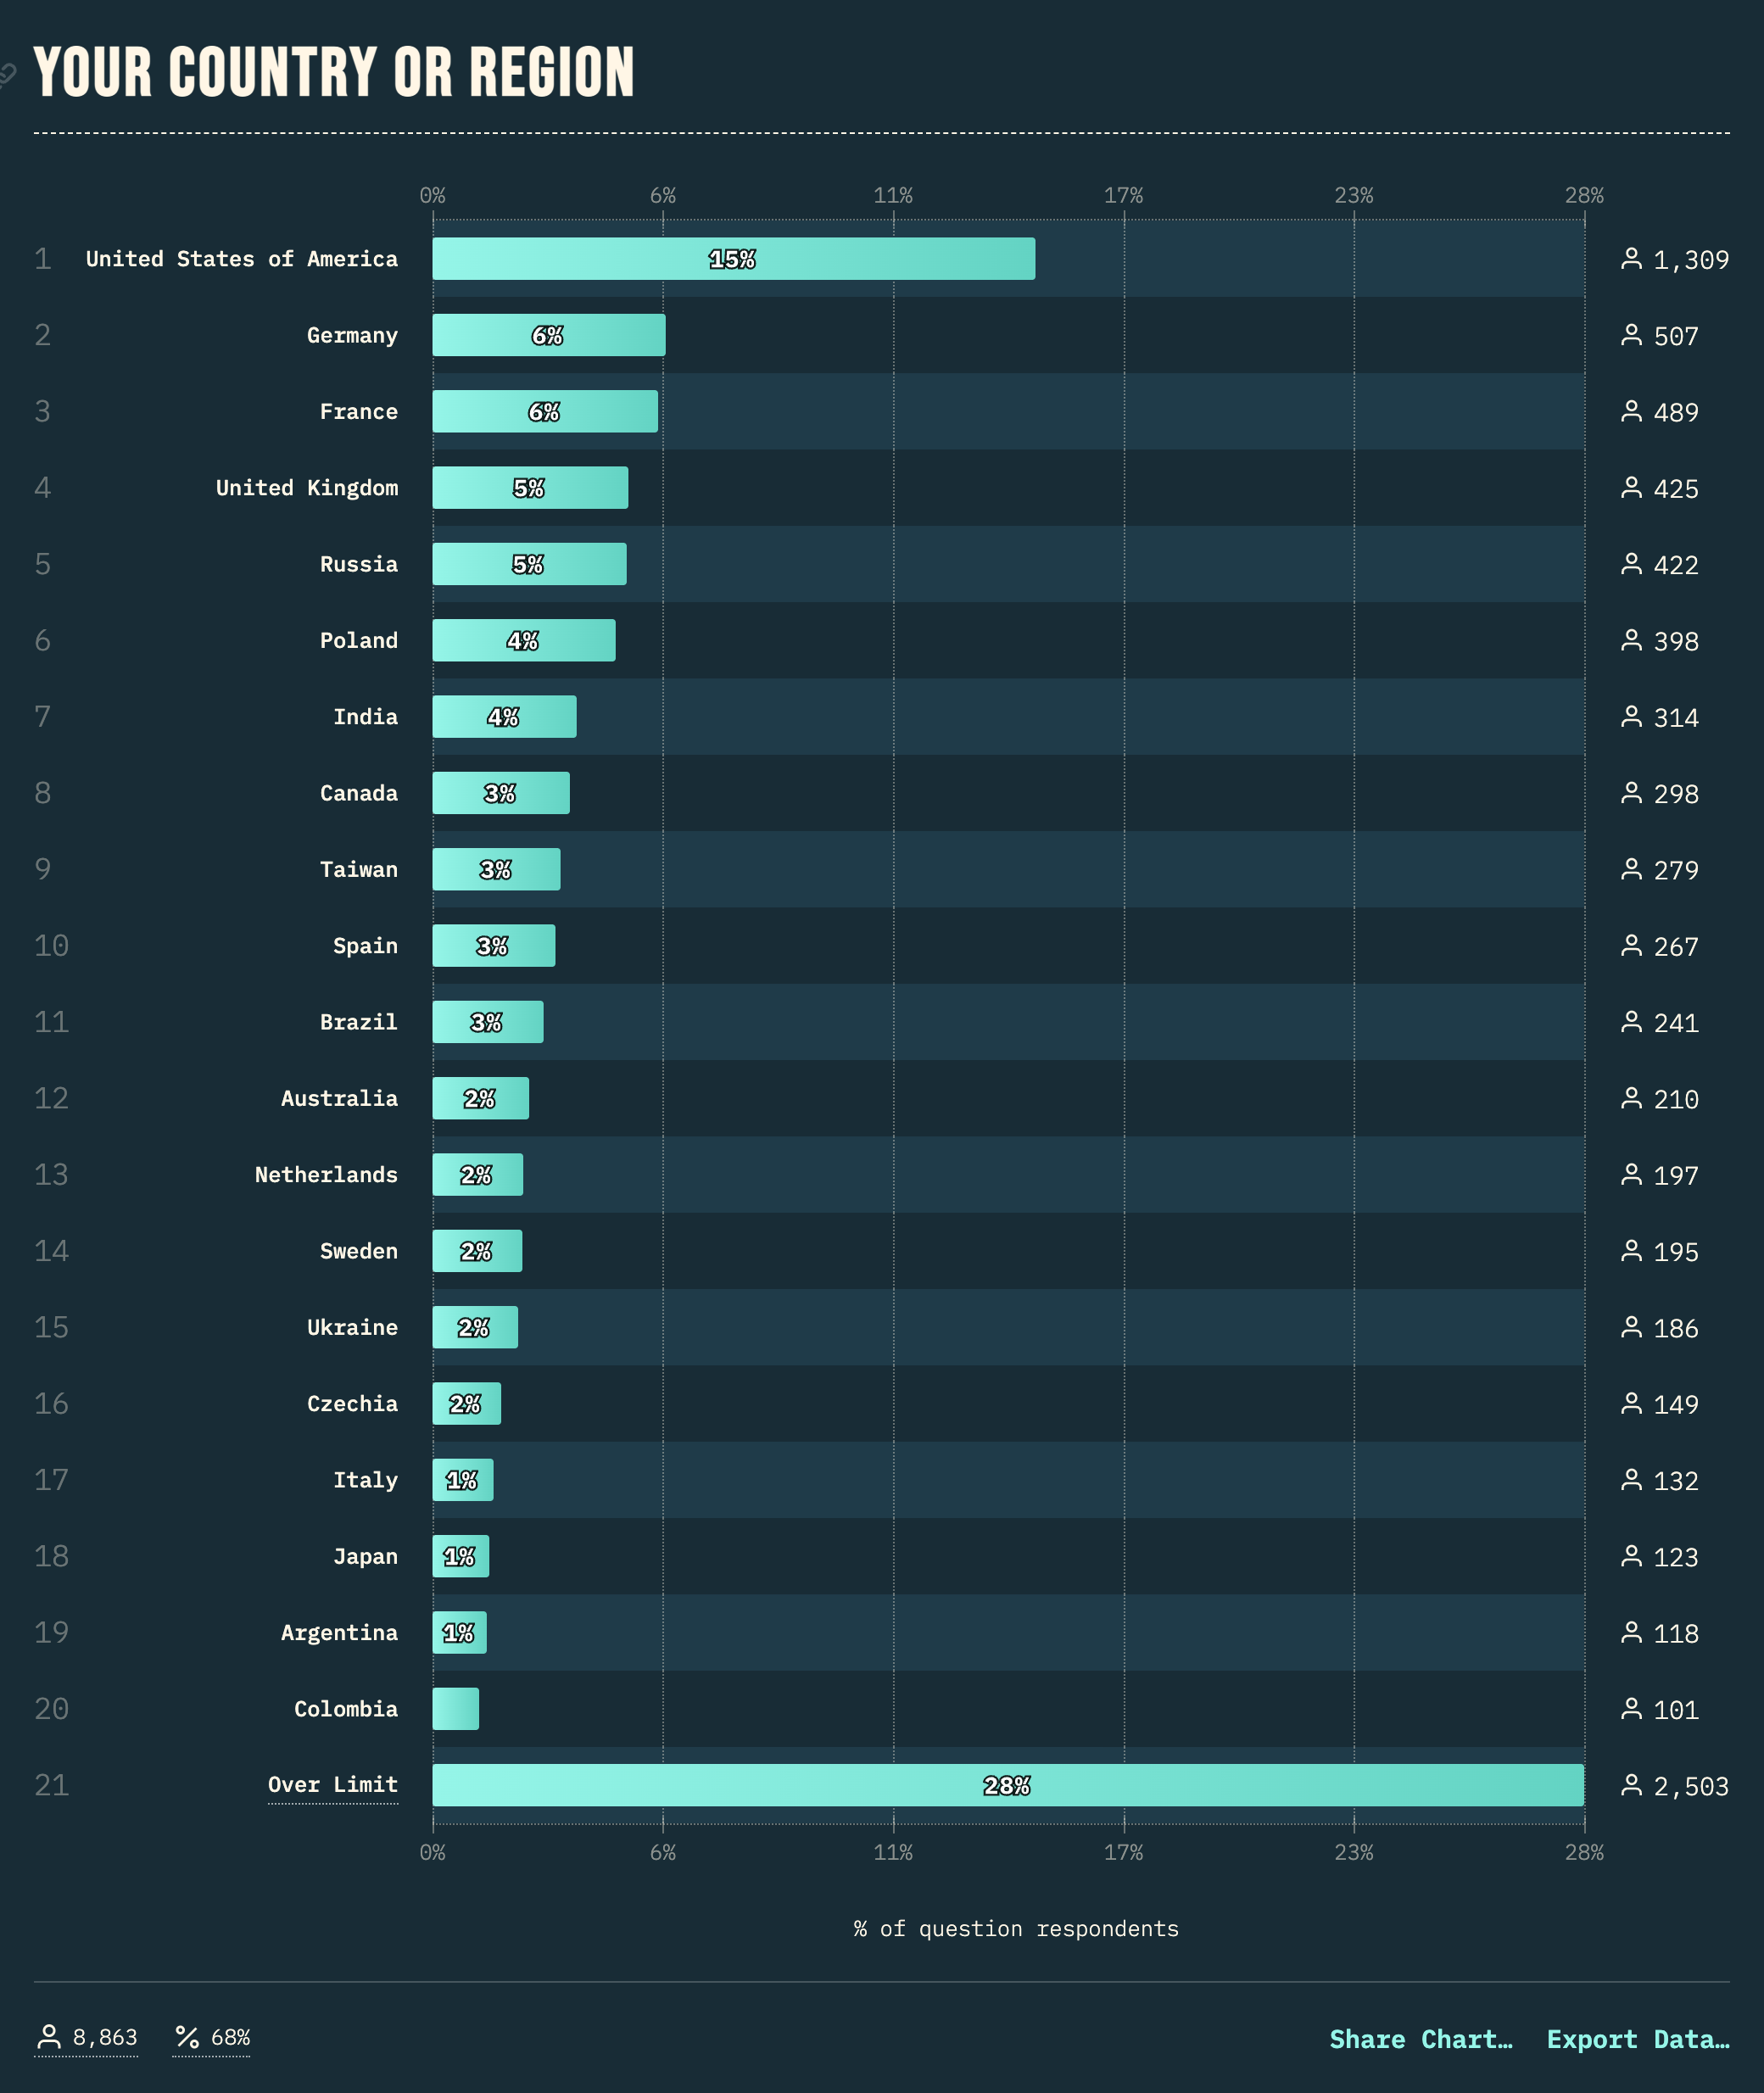 YOUR COUNTRY OR REGION
0% 6% 11% 17% 23% 28%
1 United States of America 15% 1,309
2 Germany 6% 507
3 France 6% 489
4 United Kingdom 5% 425
5 Russia 5% 422
6 Poland 4% 398
7 India 4% 314
8 Canada 3% 298
9 Taiwan 3% 279
10 Spain 3% 267
11 Brazil 3% 241
12 Australia 2% 210
13 Netherlands 2% 197
14 Sweden 2% 195
15 Ukraine 2% 186
16 Czechia 2% 149
17 Italy 1% 132
18 Japan 1% 123
19 Argentina 1% 118
20 Colombia 101
21 Over Limit 28% 2,503
0% 6% 11% 17% 23% 28%
% of question respondents
8,863 % 68% Share Chart… Export Data…